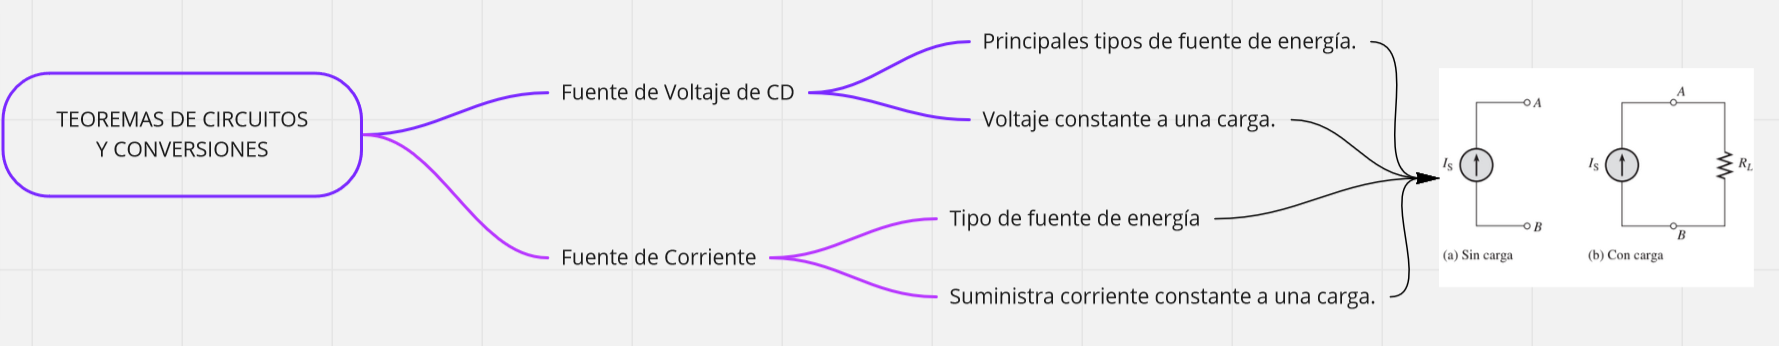 TEOREMAS DE CIRCUITOS
Y CONVERSIONES
Fuente de Voltaje de CD
Principales tipos de fuente de energía.
Voltaje constante a una carga.
Fuente de Corriente
Tipo de fuente de energía
Suministra corriente constante a una carga.
A
I_S
B
(a) Sin carga
A
I_S
R_L
B
(b) Con carga